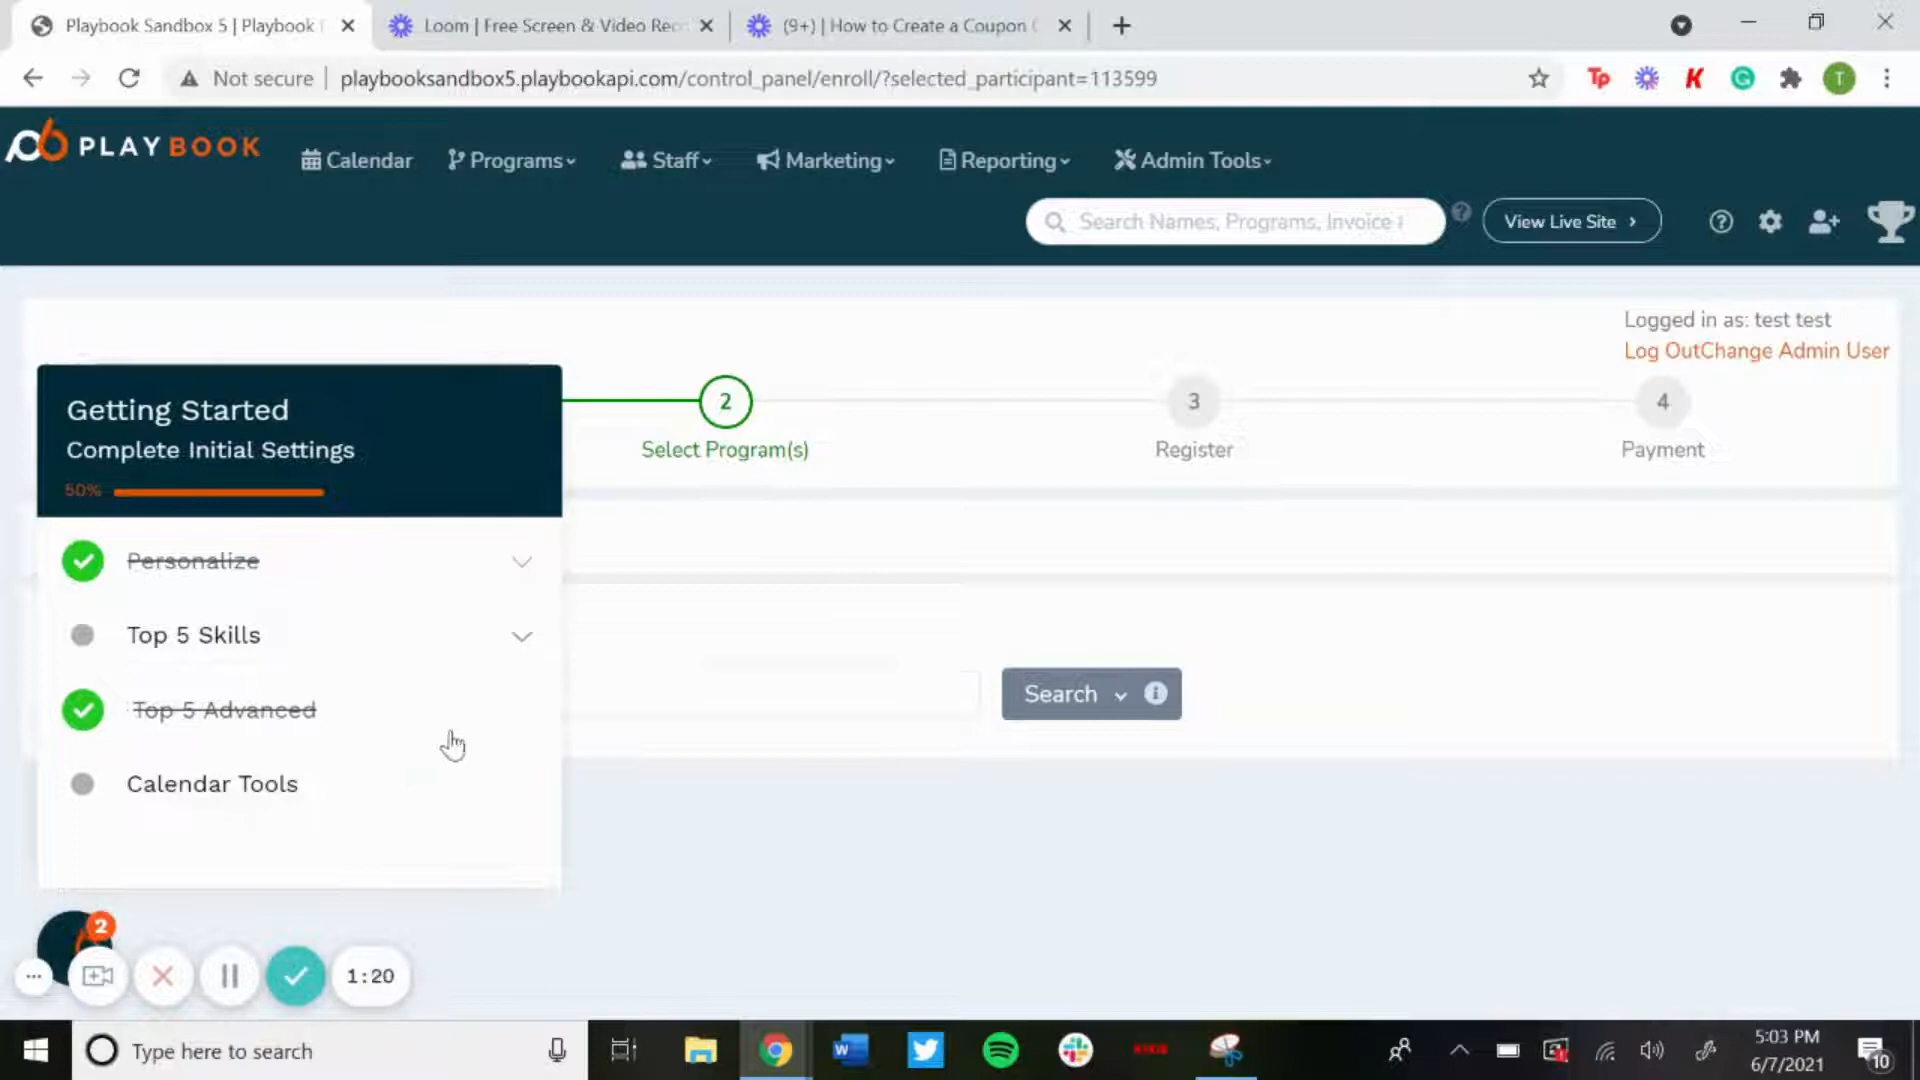 Playbook Sandbox 5 | Playbook
Loom | Free Screen & Video Rec
(9+) | How to Create a Coupon
Not secure | playbooksandbox5.playbookapi.com/control_panel/enroll/?selected_participant=113599
Tp
K
G
T
PLAYBOOK
Calendar
Programs
Staff
Marketing
Reporting
Admin Tools
Search Names, Programs, Invoice #
View Live Site
Logged in as: test test
Log OutChange Admin User
Getting Started
Complete Initial Settings
50%
2
Select Program(s)
3
Register
4
Payment
Personalize
Top 5 Skills
Top 5 Advanced
Calendar Tools
Search
2
1:20
Type here to search
W
5:03 PM
6/7/2021
10